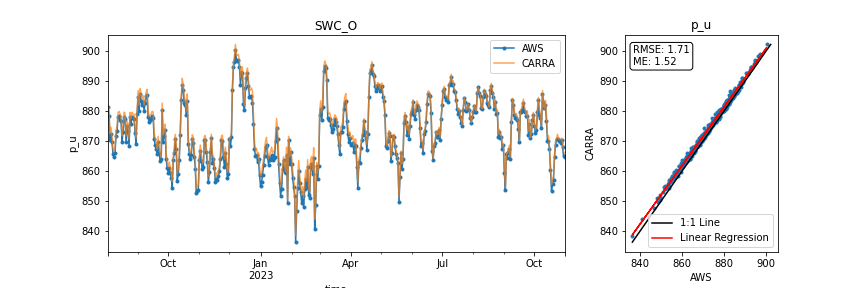 SWC_O
p_u
900
890
880
870
860
850
840
p_u
AWS
CARRA
Oct
Jan
2023
Apr
Jul
Oct
time
p_u
900
890
880
870
860
850
840
CARRA
RMSE: 1.71
ME: 1.52
1:1 Line
Linear Regression
840
860
880
900
AWS